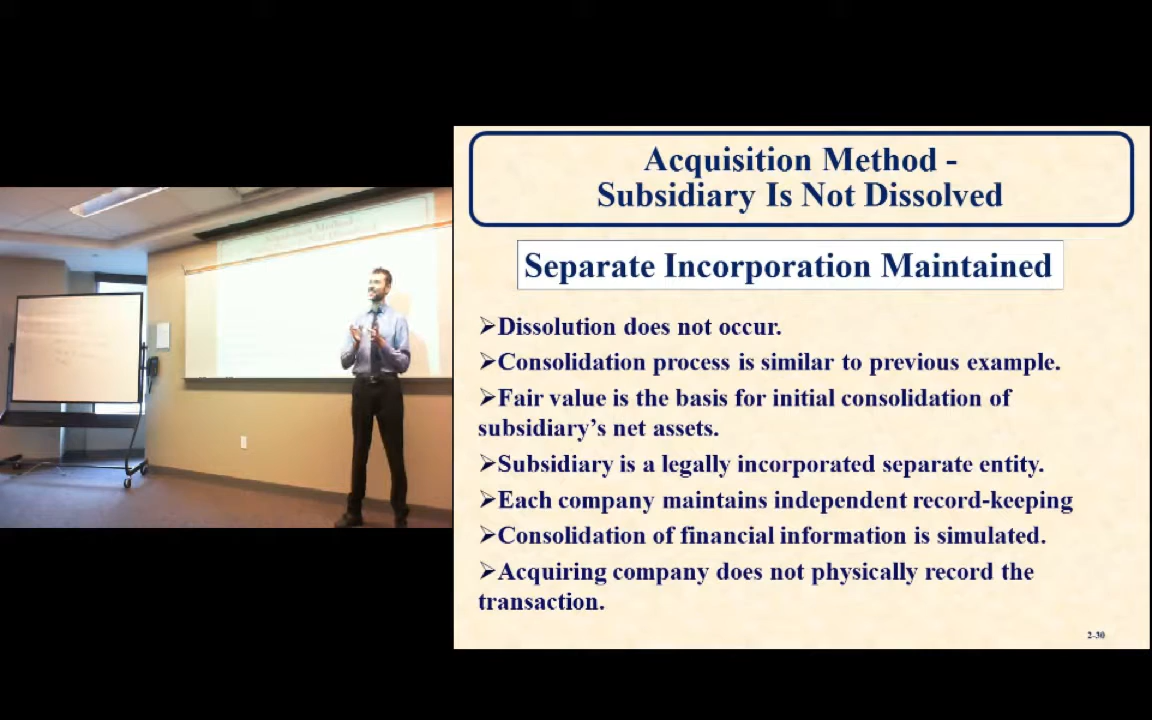 Acquisition Method -
Subsidiary Is Not Dissolved
Separate Incorporation Maintained
➢Dissolution does not occur.
➢Consolidation process is similar to previous example.
➢Fair value is the basis for initial consolidation of
subsidiary’s net assets.
➢Subsidiary is a legally incorporated separate entity.
➢Each company maintains independent record-keeping
➢Consolidation of financial information is simulated.
➢Acquiring company does not physically record the
transaction.
2-30